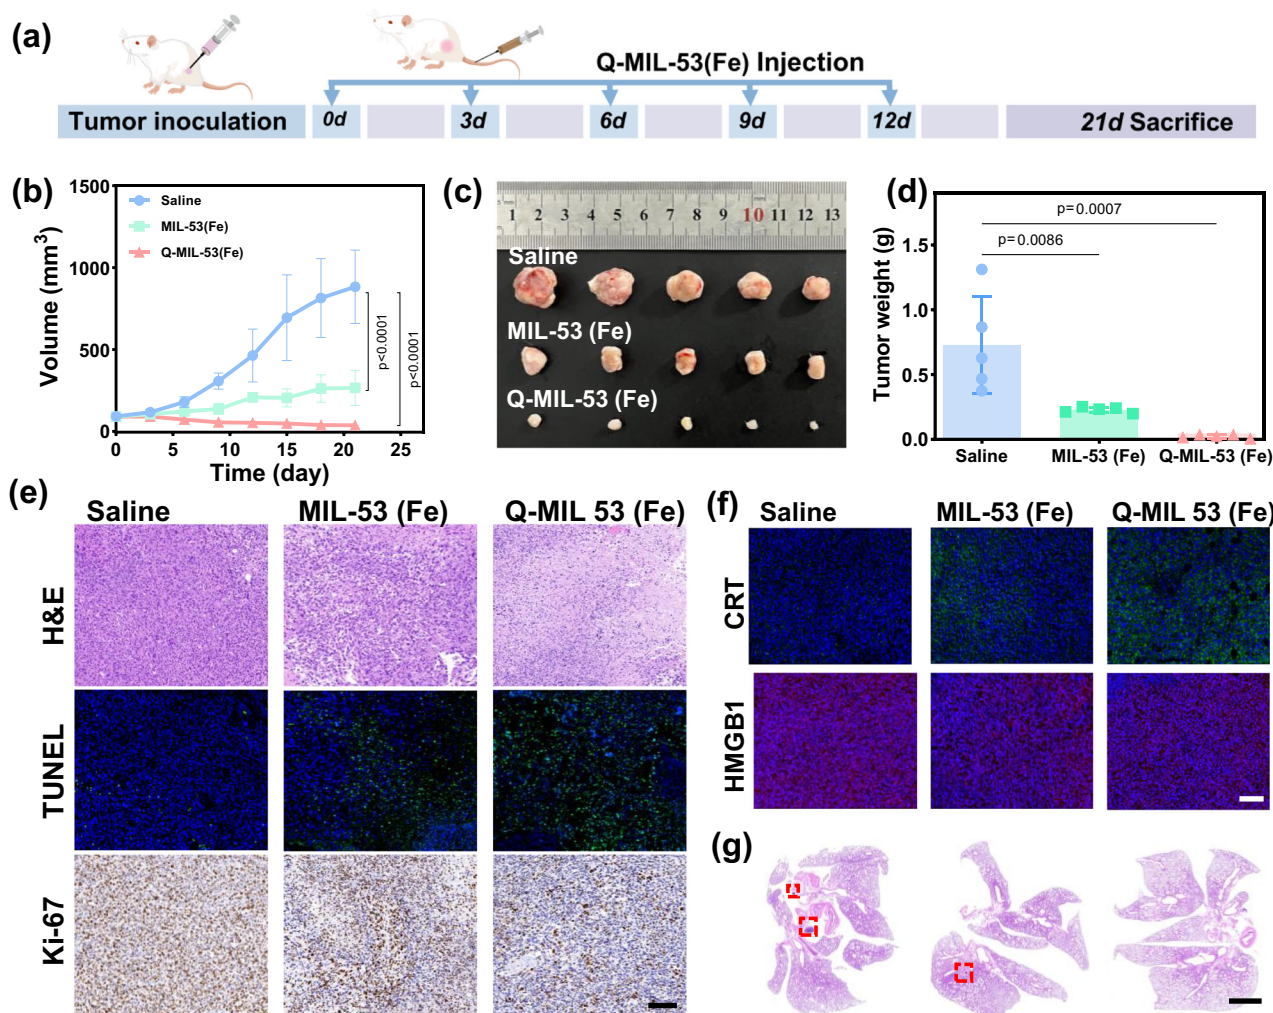 (a)
Q-MIL-53(Fe) Injection
Tumor inoculation 0d 3d 6d 9d 12d 21d Sacrifice
(b)
1500
1000
500
0
Volume (mm3)
Saline
MIL-53(Fe)
Q-MIL-53(Fe)
p<0.0001
p<0.0001
0 5 10 15 20 25
Time (day)
(c)
1 2 3 4 5 6 7 8 9 10 11 12 13
Saline
MIL-53 (Fe)
Q-MIL-53 (Fe)
(d)
p=0.0007
p=0.0086
Tumor weight (g)
1.5
1.0
0.5
0.0
Saline MIL-53 (Fe) Q-MIL-53 (Fe)
(e)
Saline MIL-53 (Fe) Q-MIL 53 (Fe)
H&E
TUNEL
Ki-67
(f)
Saline MIL-53 (Fe) Q-MIL 53 (Fe)
CRT
HMGB1
(g)